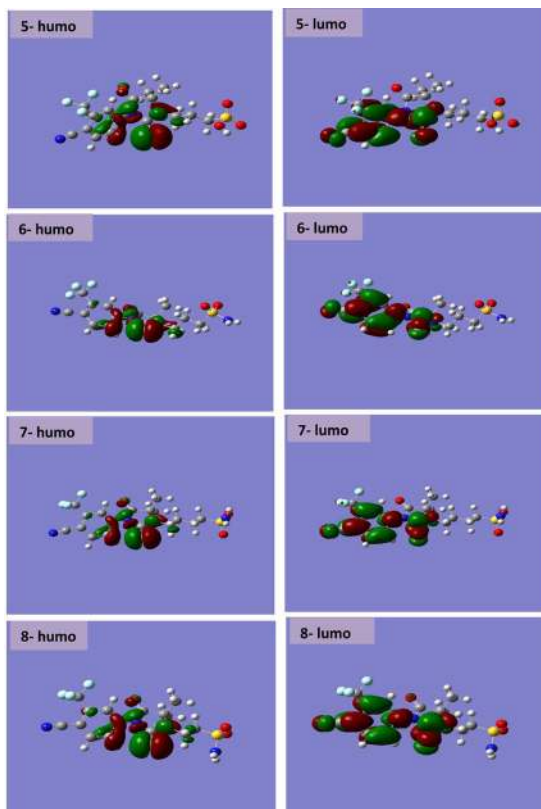 5- humo
5- lumo
6- humo
6- lumo
7- humo
7- lumo
8- humo
8- lumo